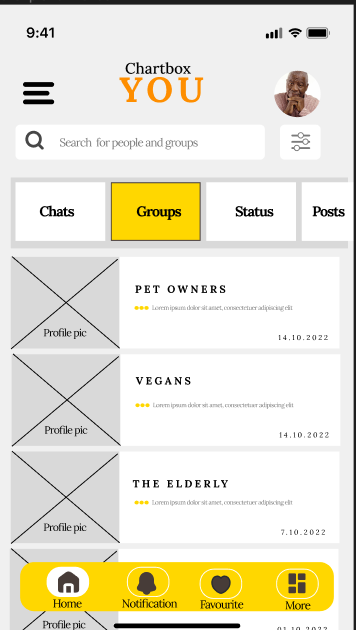 9:41
Chartbox
YOU
Search for people and groups
Chats
Groups
Status
Posts
Profile pic
PET OWNERS
Lorem ipsum dolor sit amet, consectetuer adipiscing elit
14.10.2022
Profile pic
VEGANS
Lorem ipsum dolor sit amet, consectetuer adipiscing elit
14.10.2022
Profile pic
THE ELDERLY
Lorem ipsum dolor sit amet, consectetuer adipiscing elit
7.10.2022
Home
Notification
Favourite
More
Profile pic
01.10.2022